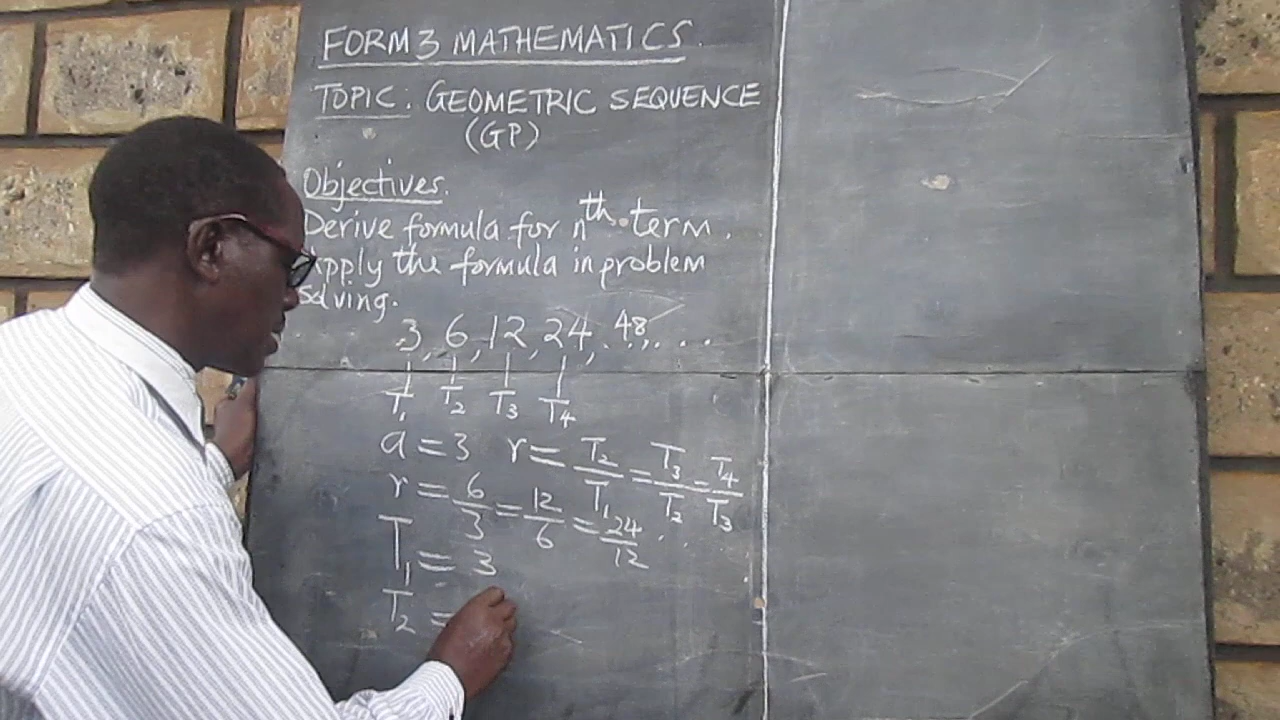 FORM 3 MATHEMATICS.
TOPIC: GEOMETRIC SEQUENCE
(GP)
Objectives.
Derive formula for nth term.
Apply the formula in problem
solving.
3, 6, 12, 24, . 48, . . .
T1 T2 T3 T4
a = 3 r = T2/T1 = T3/T2 = T4/T3
r = 6/3 = 12/6 = 24/12 . . .
T1 = 3
T2 =